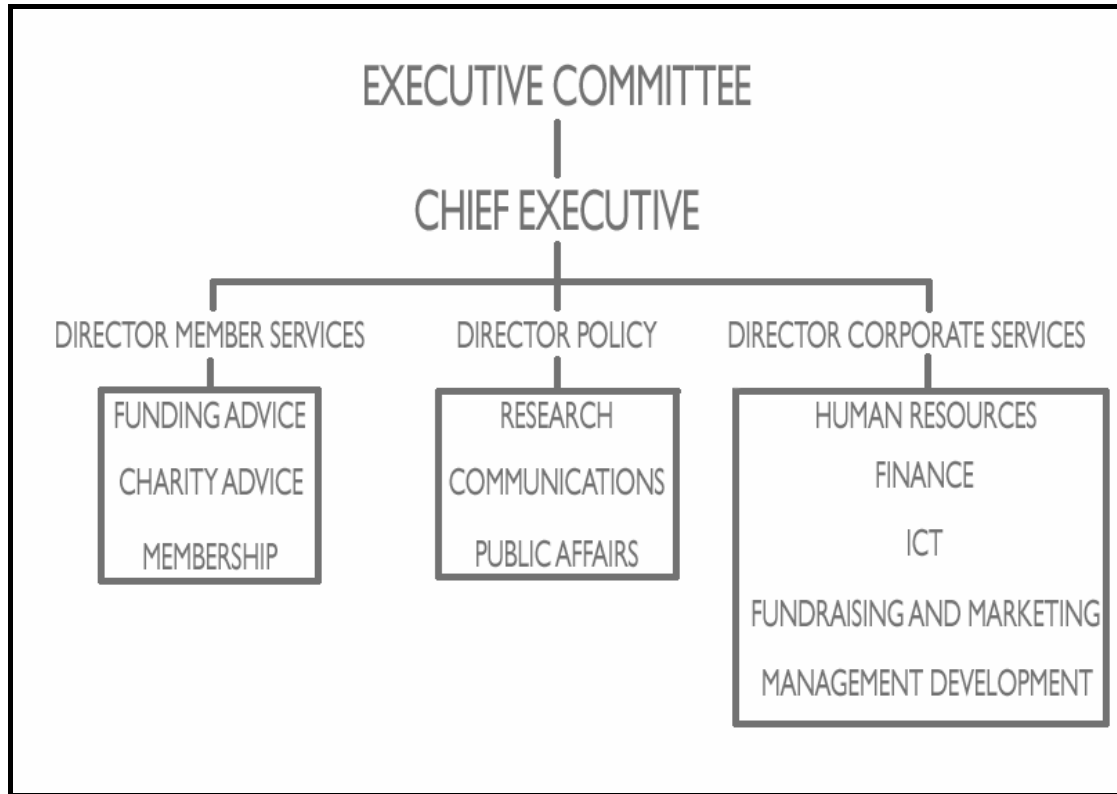 EXECUTIVE COMMITTEE
CHIEF EXECUTIVE
DIRECTOR MEMBER SERVICES
FUNDING ADVICE
CHARITY ADVICE
MEMBERSHIP
DIRECTOR POLICY
RESEARCH
COMMUNICATIONS
PUBLIC AFFAIRS
DIRECTOR CORPORATE SERVICES
HUMAN RESOURCES
FINANCE
ICT
FUNDRAISING AND MARKETING
MANAGEMENT DEVELOPMENT